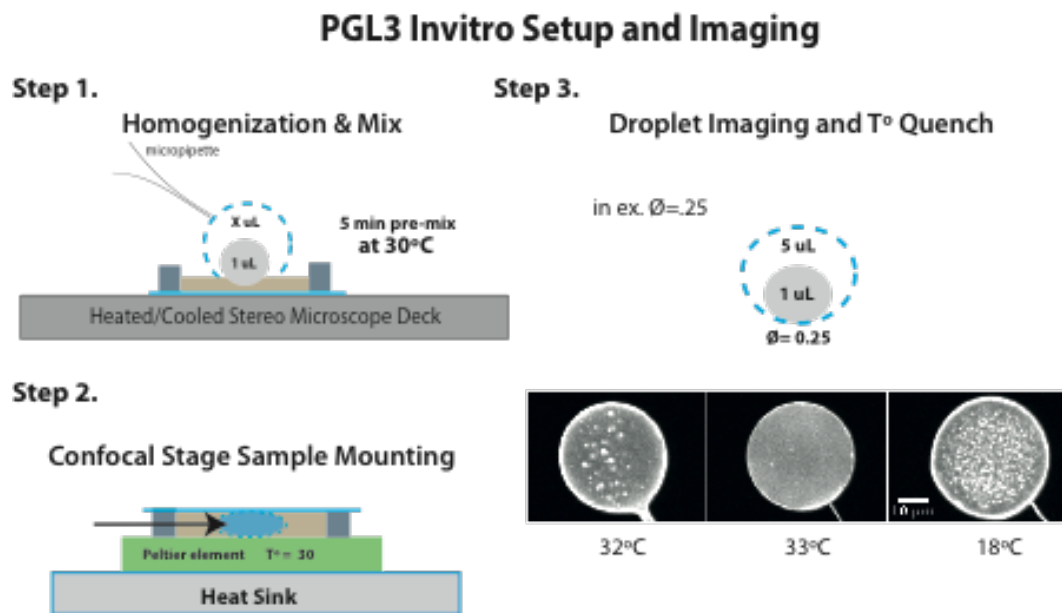 PGL3 Invitro Setup and Imaging
Step 1.
Homogenization & Mix
micropipette
X uL
1 uL
5 min pre-mix
at 30ºC
Heated/Cooled Stereo Microscope Deck
Step 2.
Confocal Stage Sample Mounting
Peltier element Tº = 30
Heat Sink
Step 3.
Droplet Imaging and Tº Quench
in ex. Ø=.25
5 uL
1 uL
Ø= 0.25
10 µm
32ºC
33ºC
18ºC